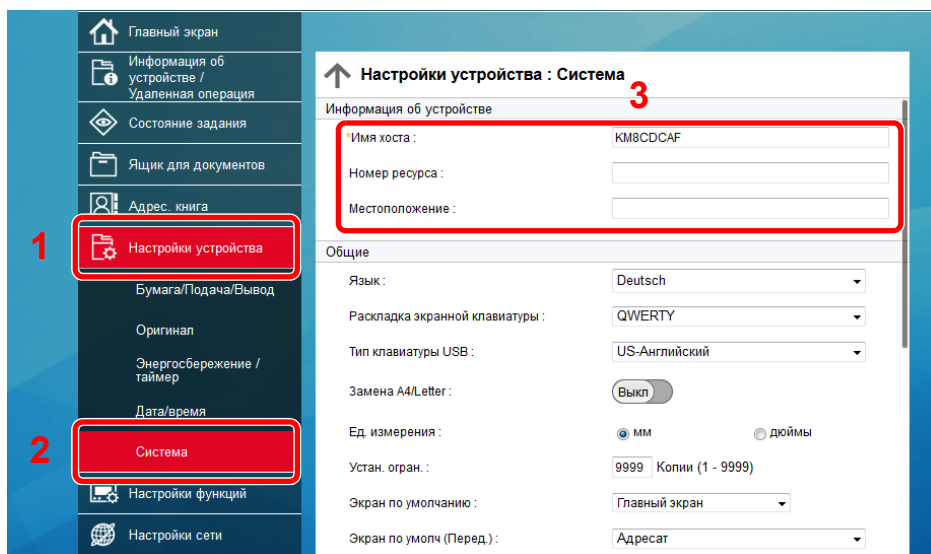 Главный экран
Информация об
устройстве /
Удаленная операция
Состояние задания
Ящик для документов
Адрес. книга
1
Настройки устройства
Бумага/Подача/Вывод
Оригинал
Энергосбережение /
таймер
Дата/время
2
Система
Настройки функций
Настройки сети
Настройки устройства : Система
3
Информация об устройстве
*Имя хоста : KM8CDCAF
Номер ресурса :
Местоположение :
Общие
Язык : Deutsch
Раскладка экранной клавиатуры : QWERTY
Тип клавиатуры USB : US-Английский
Замена A4/Letter : Выкл
Ед. измерения : мм дюймы
Устан. огран. : 9999 Копии (1 - 9999)
Экран по умолчанию : Главный экран
Экран по умолч (Перед.) : Адресат